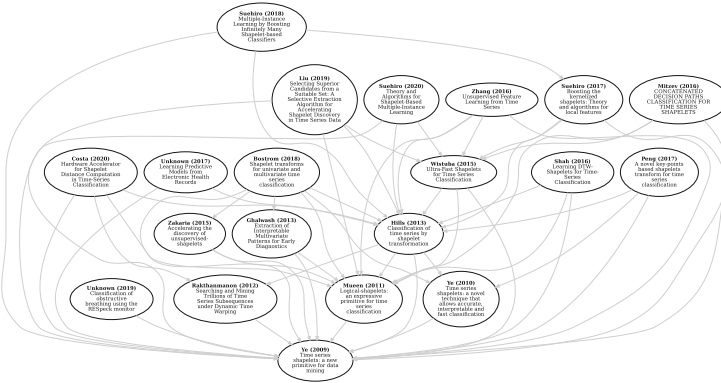 Suehiro (2018)
Multiple-Instance
Learning by Boosting
Infinitely Many
Shapelet-based
Classifiers
Liu (2019)
Selecting Superior
Candidates from a
Suitable Set: A
Selective Extraction
Algorithm for
Accelerating
Shapelet Discovery
in Time Series Data
Suehiro (2020)
Theory and
Algorithms for
Shapelet-Based
Multiple-Instance
Learning
Zhang (2016)
Unsupervised Feature
Learning from Time
Series
Suehiro (2017)
Boosting the
kernelized
shapelets: Theory
and algorithms for
local features
Mitzev (2016)
CONCATENATED
DECISION PATHS
CLASSIFICATION FOR
TIME SERIES
SHAPELETS
Costa (2020)
Hardware Accelerator
for Shapelet
Distance Computation
in Time-Series
Classification
Unknown (2017)
Learning Predictive
Models from
Electronic Health
Records
Bostrom (2018)
Shapelet transforms
for univariate and
multivariate time
series
classification
Wistuba (2015)
Ultra-Fast Shapelets
for Time Series
Classification
Shah (2016)
Learning DTW-
Shapelets for Time-
Series
Classification
Peng (2017)
A novel key-points
based shapelets
transform for time
series
classification
Zakaria (2015)
Accelerating the
discovery of
unsupervised-
shapelets
Ghalwash (2013)
Extraction of
Interpretable
Multivariate
Patterns for Early
Diagnostics
Hills (2013)
Classification of
time series by
shapelet
transformation
Unknown (2019)
Classification of
obstructive
breathing using the
RESpeck monitor
Rakthanmanon (2012)
Searching and Mining
Trillions of Time
Series Subsequences
under Dynamic Time
Warping
Mueen (2011)
Logical-shapelets:
an expressive
primitive for time
series
classification
Ye (2010)
Time series
shapelets: a novel
technique that
allows accurate,
interpretable and
fast classification
Ye (2009)
Time series
shapelets: a new
primitive for data
mining